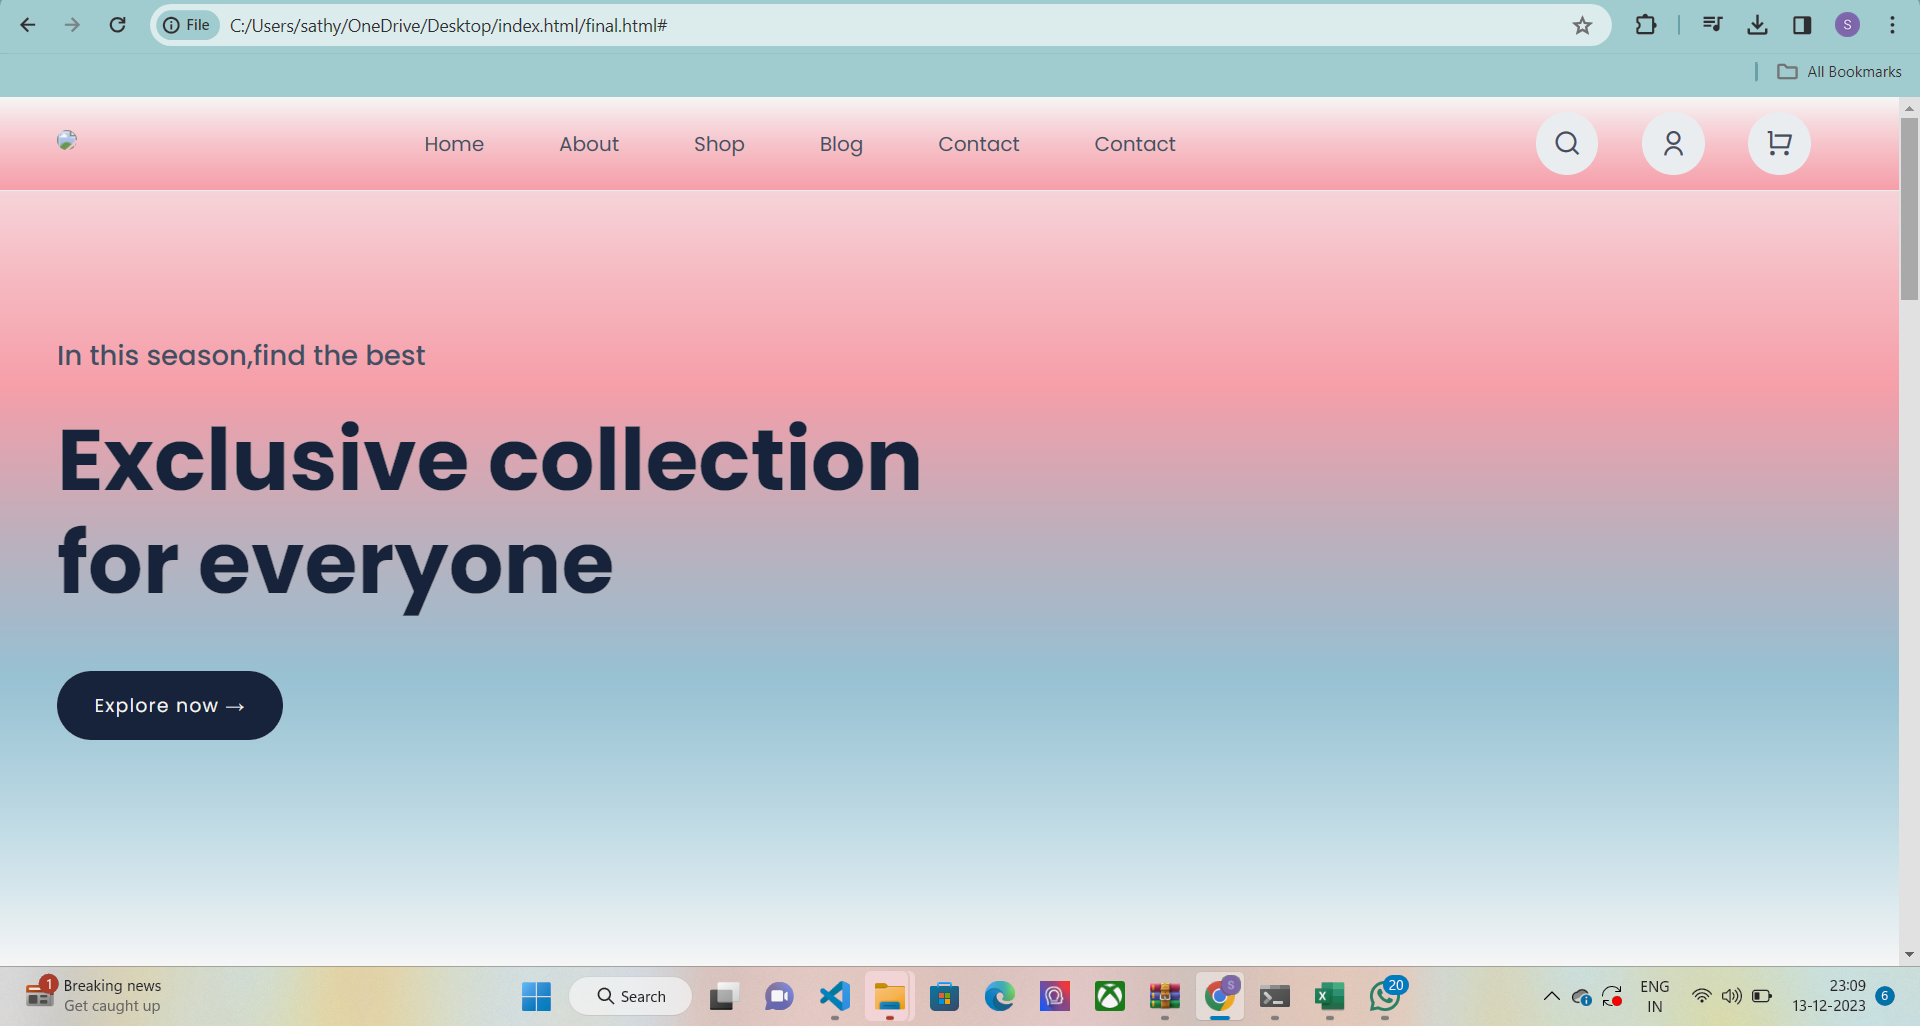 File C:/Users/sathy/OneDrive/Desktop/index.html/final.html#
S
All Bookmarks
Home About Shop Blog Contact Contact
In this season,find the best
Exclusive collection
for everyone
Explore now →
1 Breaking news
Get caught up
Search
S
20
ENG
IN
23:09
13-12-2023
6